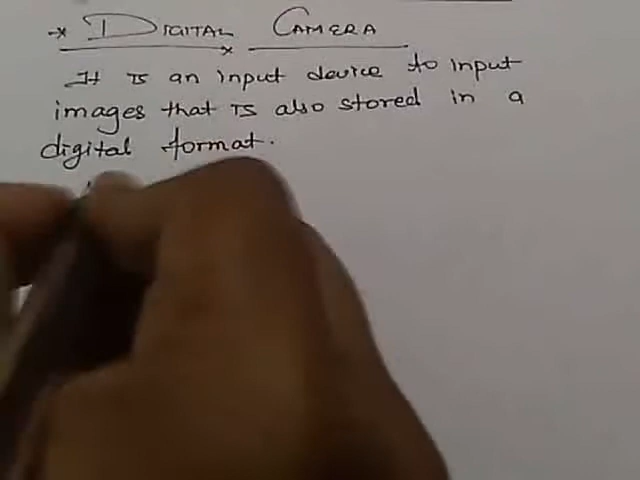 DIGITAL CAMERA
It is an input device to input
images that is also stored in a
digital format.